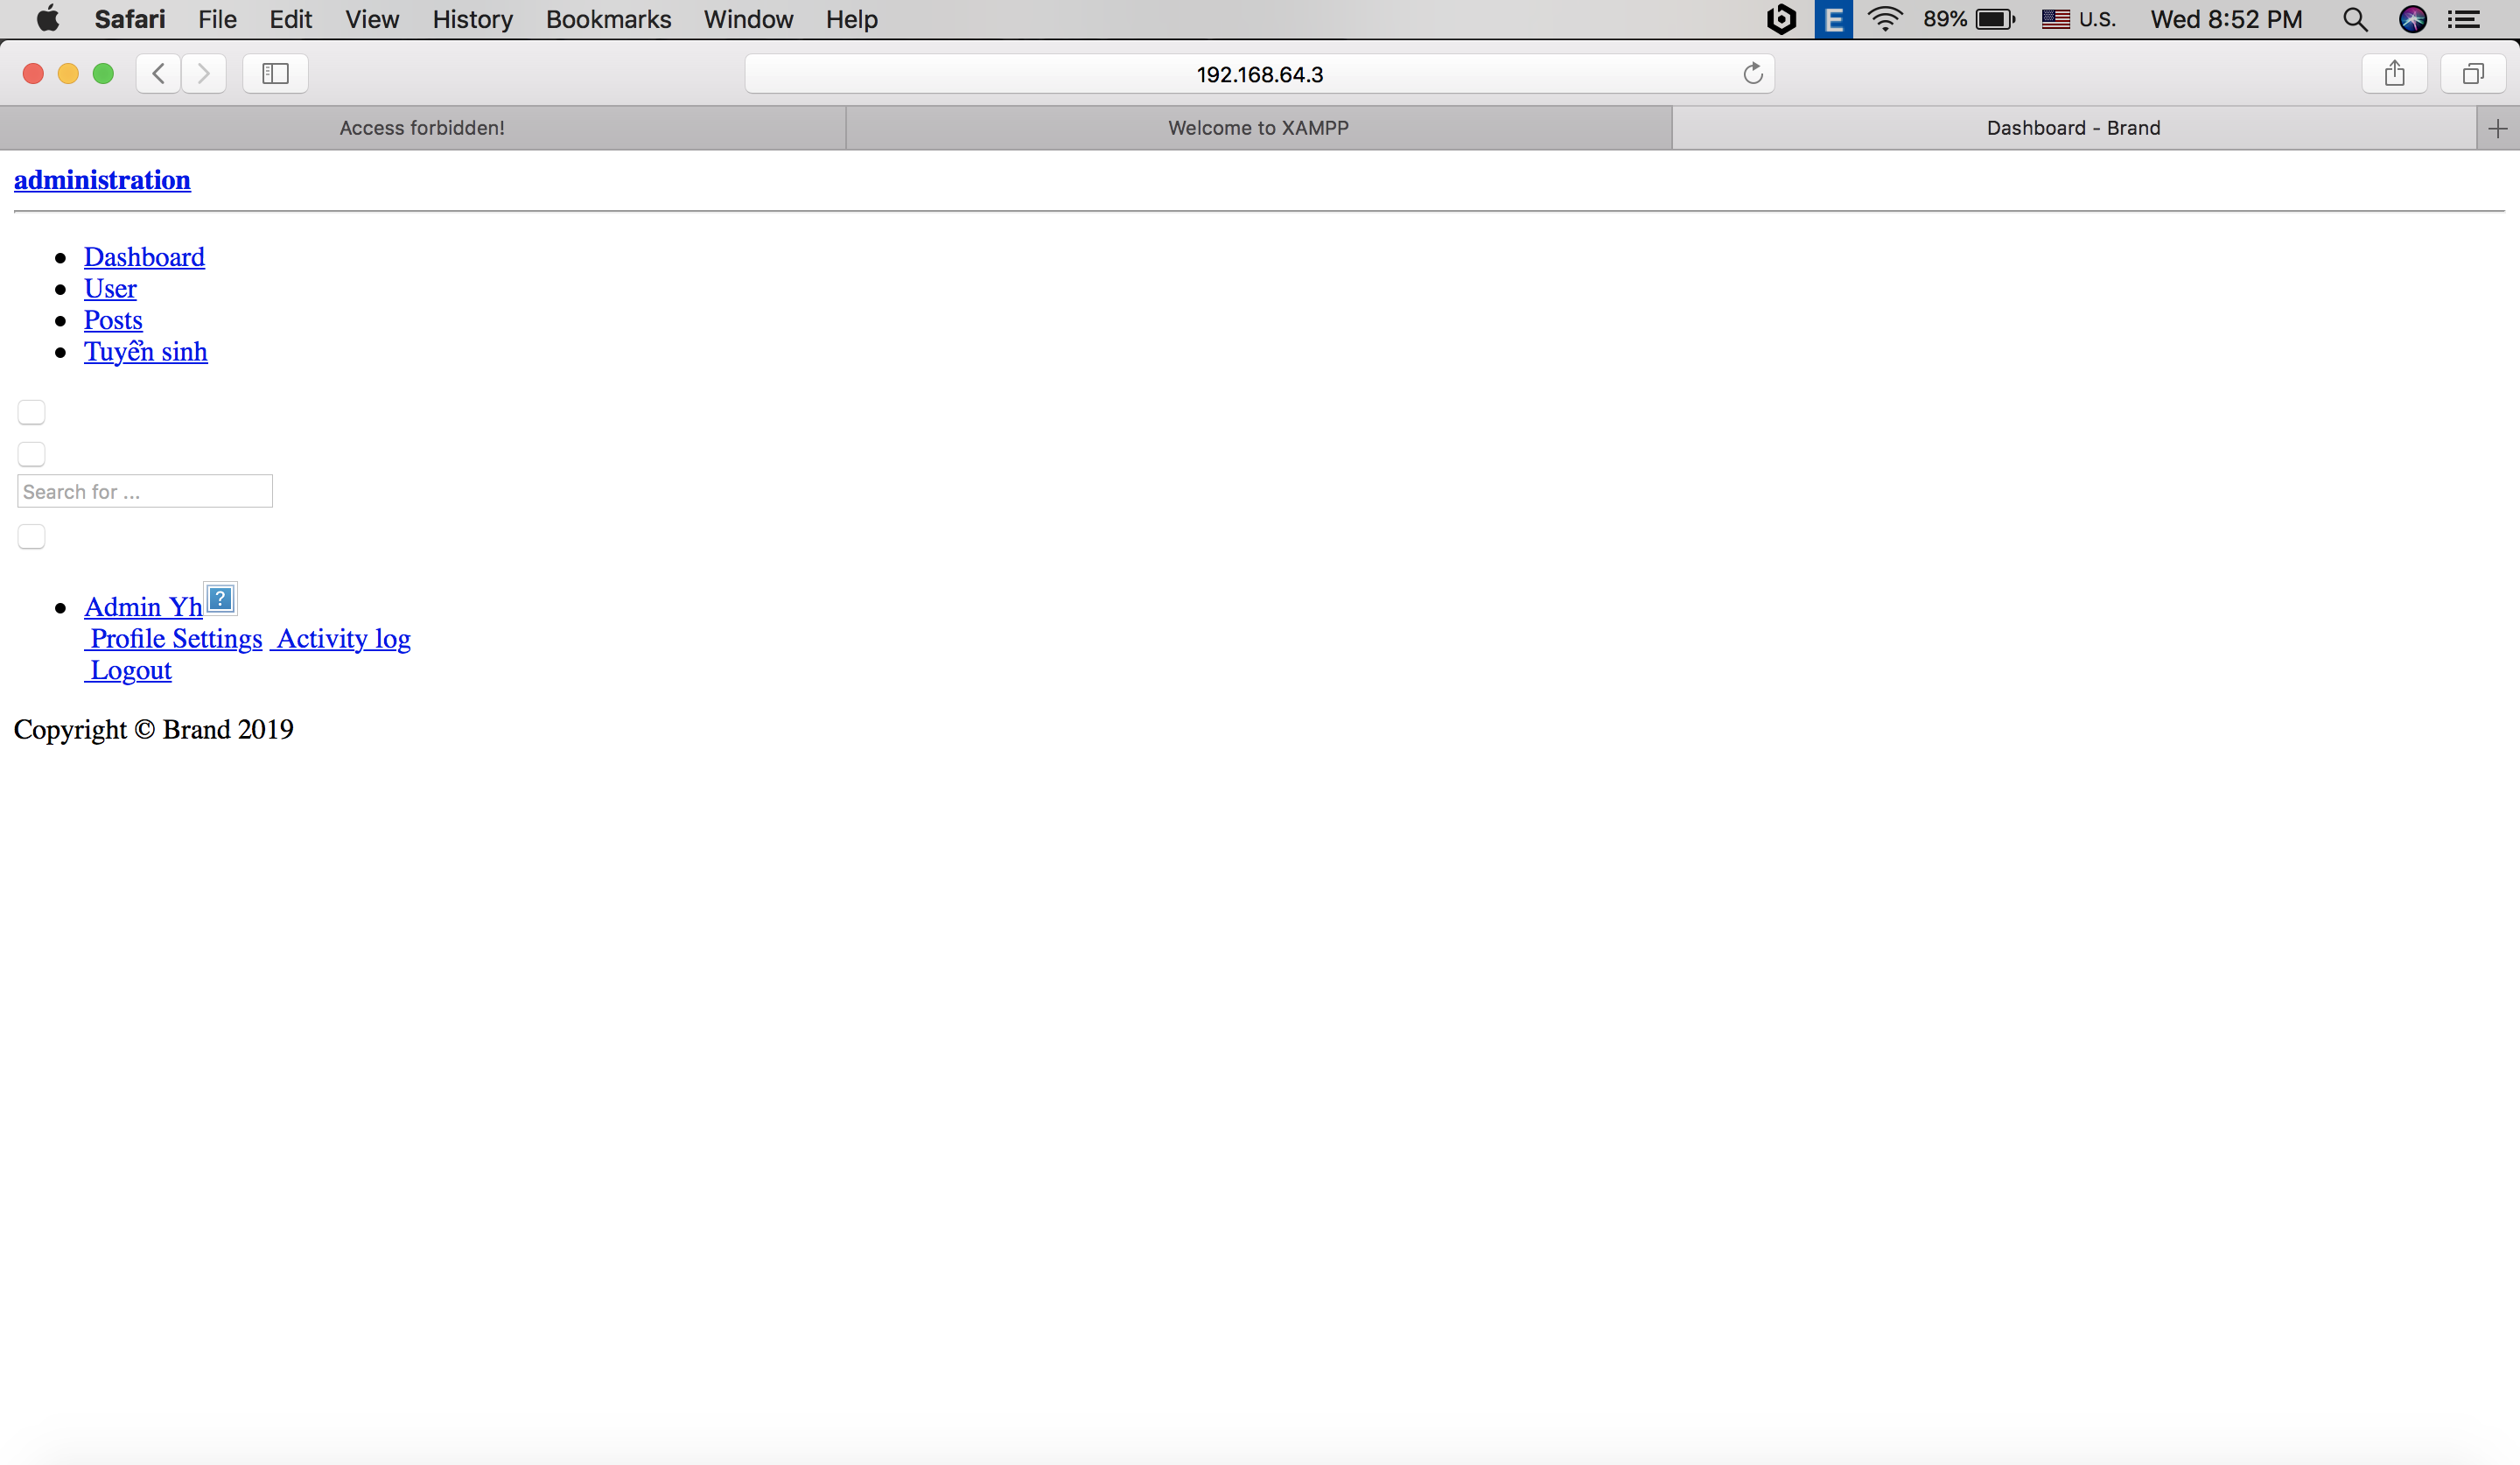 Safari File Edit View History Bookmarks Window Help E 89% U.S. Wed 8:52 PM
192.168.64.3
Access forbidden! Welcome to XAMPP Dashboard - Brand
administration
Dashboard
User
Posts
Tuyển sinh
Search for ...
Admin Yh
Profile Settings Activity log
Logout
Copyright © Brand 2019